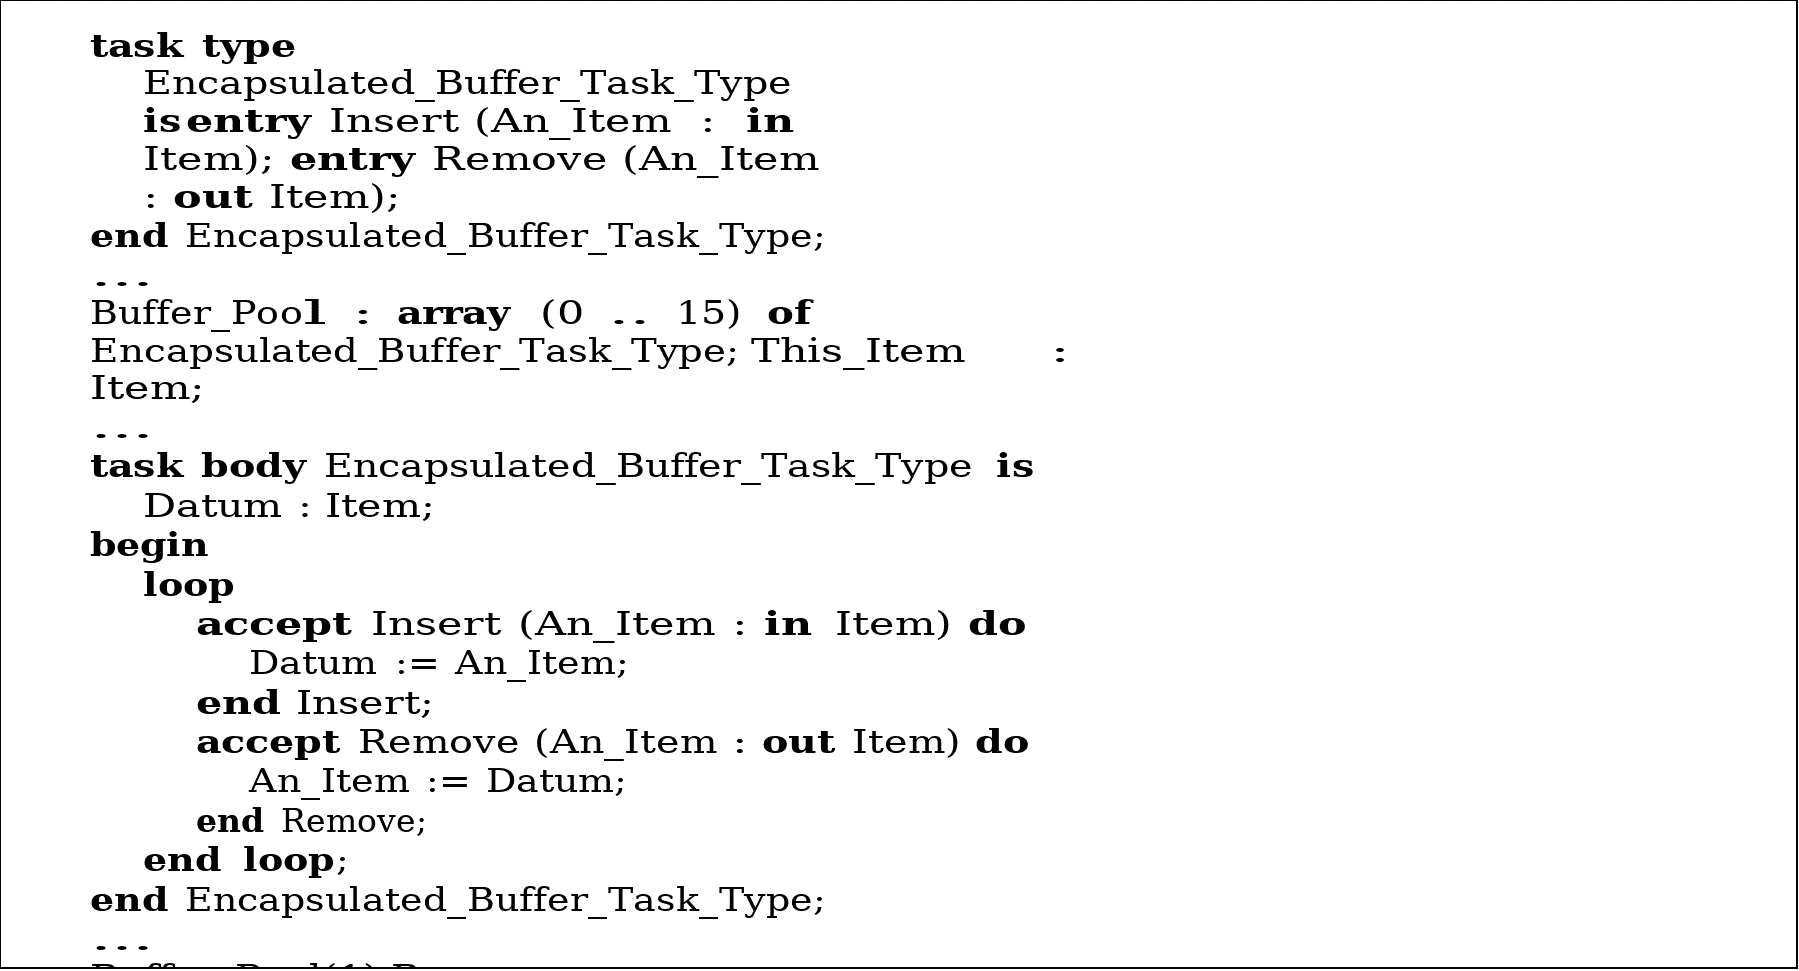 task type
Encapsulated_Buffer_Task_Type
isentry Insert (An_Item : in
Item); entry Remove (An_Item
: out Item);
end Encapsulated_Buffer_Task_Type;
...
Buffer_Pool : array (0 .. 15) of
Encapsulated_Buffer_Task_Type; This_Item :
Item;
...
task body Encapsulated_Buffer_Task_Type is
Datum : Item;
begin
loop
accept Insert (An_Item : in Item) do
Datum := An_Item;
end Insert;
accept Remove (An_Item : out Item) do
An_Item := Datum;
end Remove;
end loop;
end Encapsulated_Buffer_Task_Type;
...